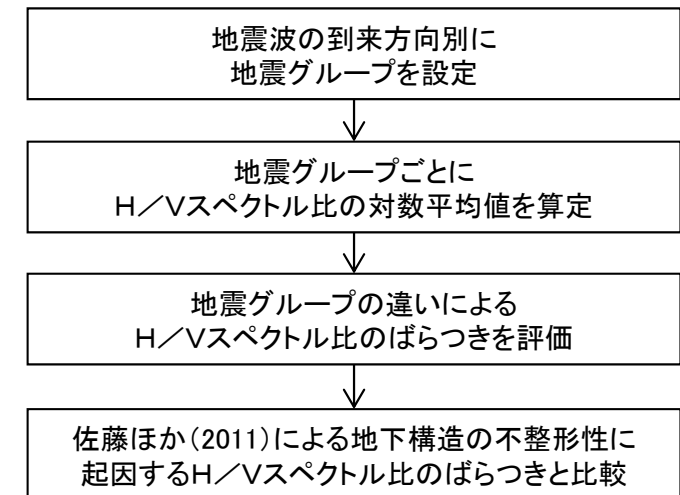 地震波の到来方向別に
地震グループを設定
地震グループごとに
H／Vスペクトル比の対数平均値を算定
地震グループの違いによる
H／Vスペクトル比のばらつきを評価
佐藤ほか（2011）による地下構造の不整形性に
起因するH／Vスペクトル比のばらつきと比較